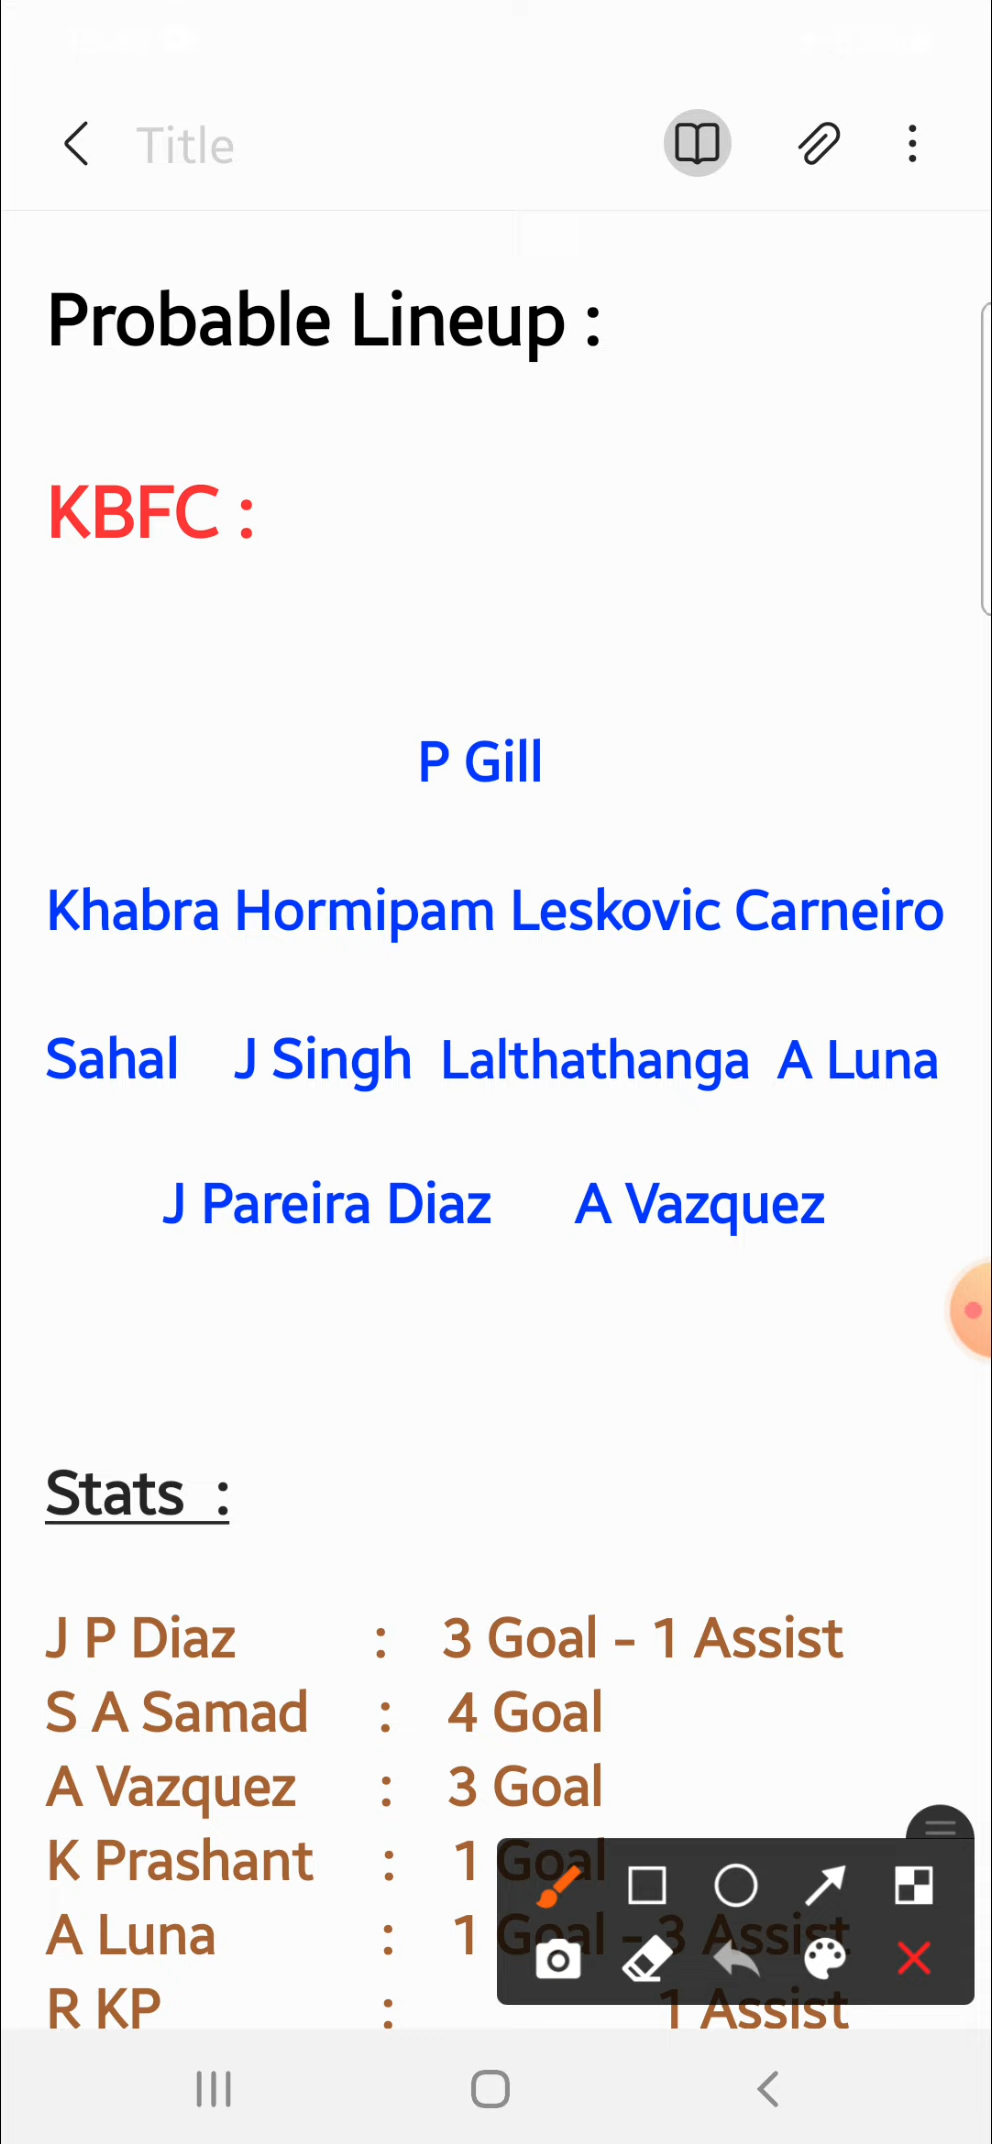 Title
Probable Lineup :
KBFC :
P Gill
Khabra Hormipam Leskovic Carneiro
Sahal J Singh Lalthathanga A Luna
J Pareira Diaz A Vazquez
Stats :
J P Diaz : 3 Goal - 1 Assist
S A Samad : 4 Goal
A Vazquez : 3 Goal
K Prashant : 1 Goal
A Luna : 1 Goal - 3 Assist
R KP : 1 Assist